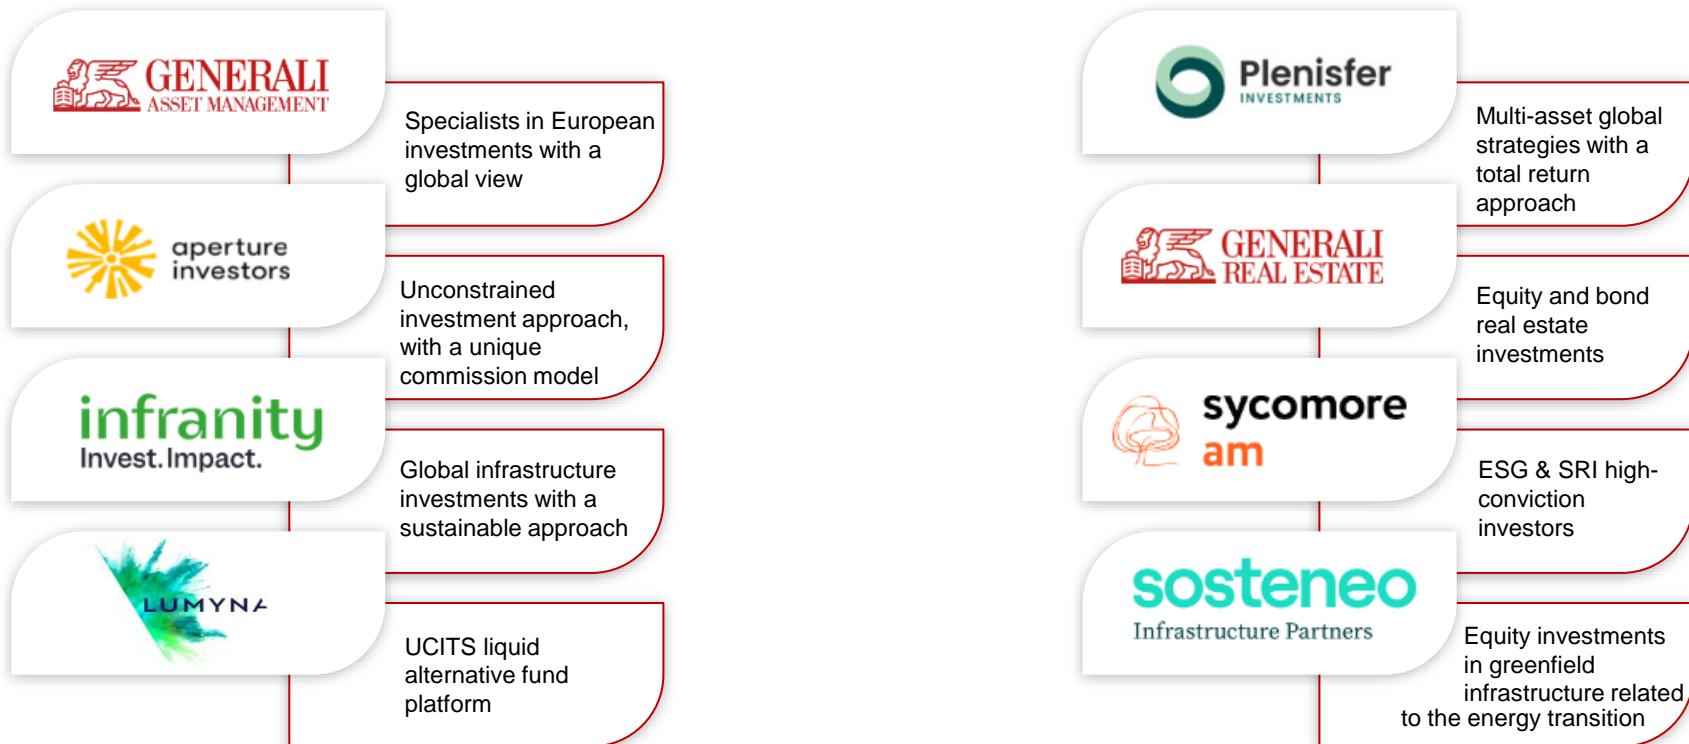 GENERALI
ASSET MANAGEMENT
Specialists in European
investments with a
global view
aperture
investors
Unconstrained
investment approach,
with a unique
commission model
infranity
Invest.Impact.
Global infrastructure
investments with a
sustainable approach
LUMYNA
UCITS liquid
alternative fund
platform
Plenisfer
INVESTMENTS
Multi-asset global
strategies with a
total return
approach
GENERALI
REAL ESTATE
Equity and bond
real estate
investments
sycomore
am
ESG & SRI high-
conviction
investors
sosteneo
Infrastructure Partners
Equity investments
in greenfield
infrastructure related
to the energy transition